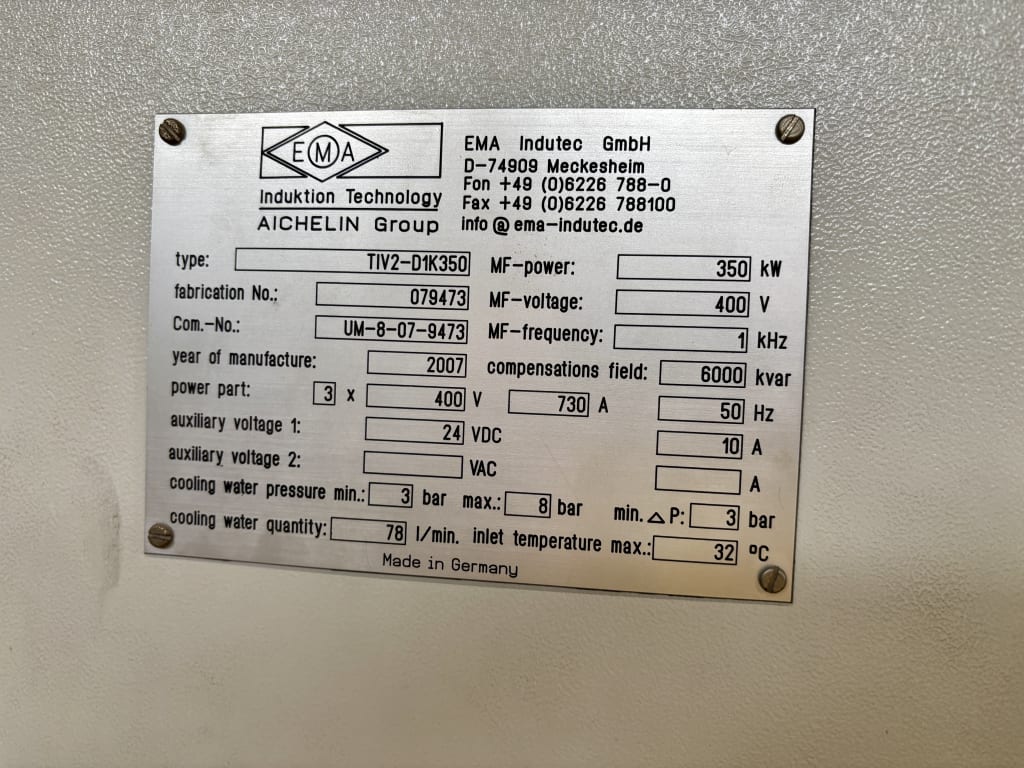 EMA
Induktion Technology
AICHELIN Group
EMA Indutec GmbH
D-74909 Meckesheim
Fon +49 (0)6226 788-0
Fax +49 (0)6226 788100
info @ ema-indutec.de
type: TIV2-D1K350 MF-power: 350 kW
fabrication No.: 079473 MF-voltage: 400 V
Com.-No.: UM-8-07-9473 MF-frequency: 1 kHz
year of manufacture: 2007 compensations field: 6000 kvar
power part: 3 x 400 V 730 A 50 Hz
auxiliary voltage 1: 24 VDC 10 A
auxiliary voltage 2: VAC A
cooling water pressure min.: 3 bar max.: 8 bar min. △P: 3 bar
cooling water quantity: 78 l/min. inlet temperature max.: 32 °C
Made in Germany